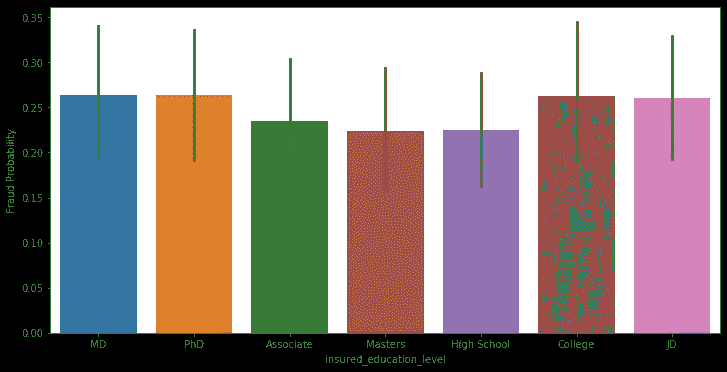 0.35
0.30
0.25
0.20
0.15
0.10
0.05
0.00
Fraud Probability
MD PhD Associate Masters High School College JD
insured_education_level